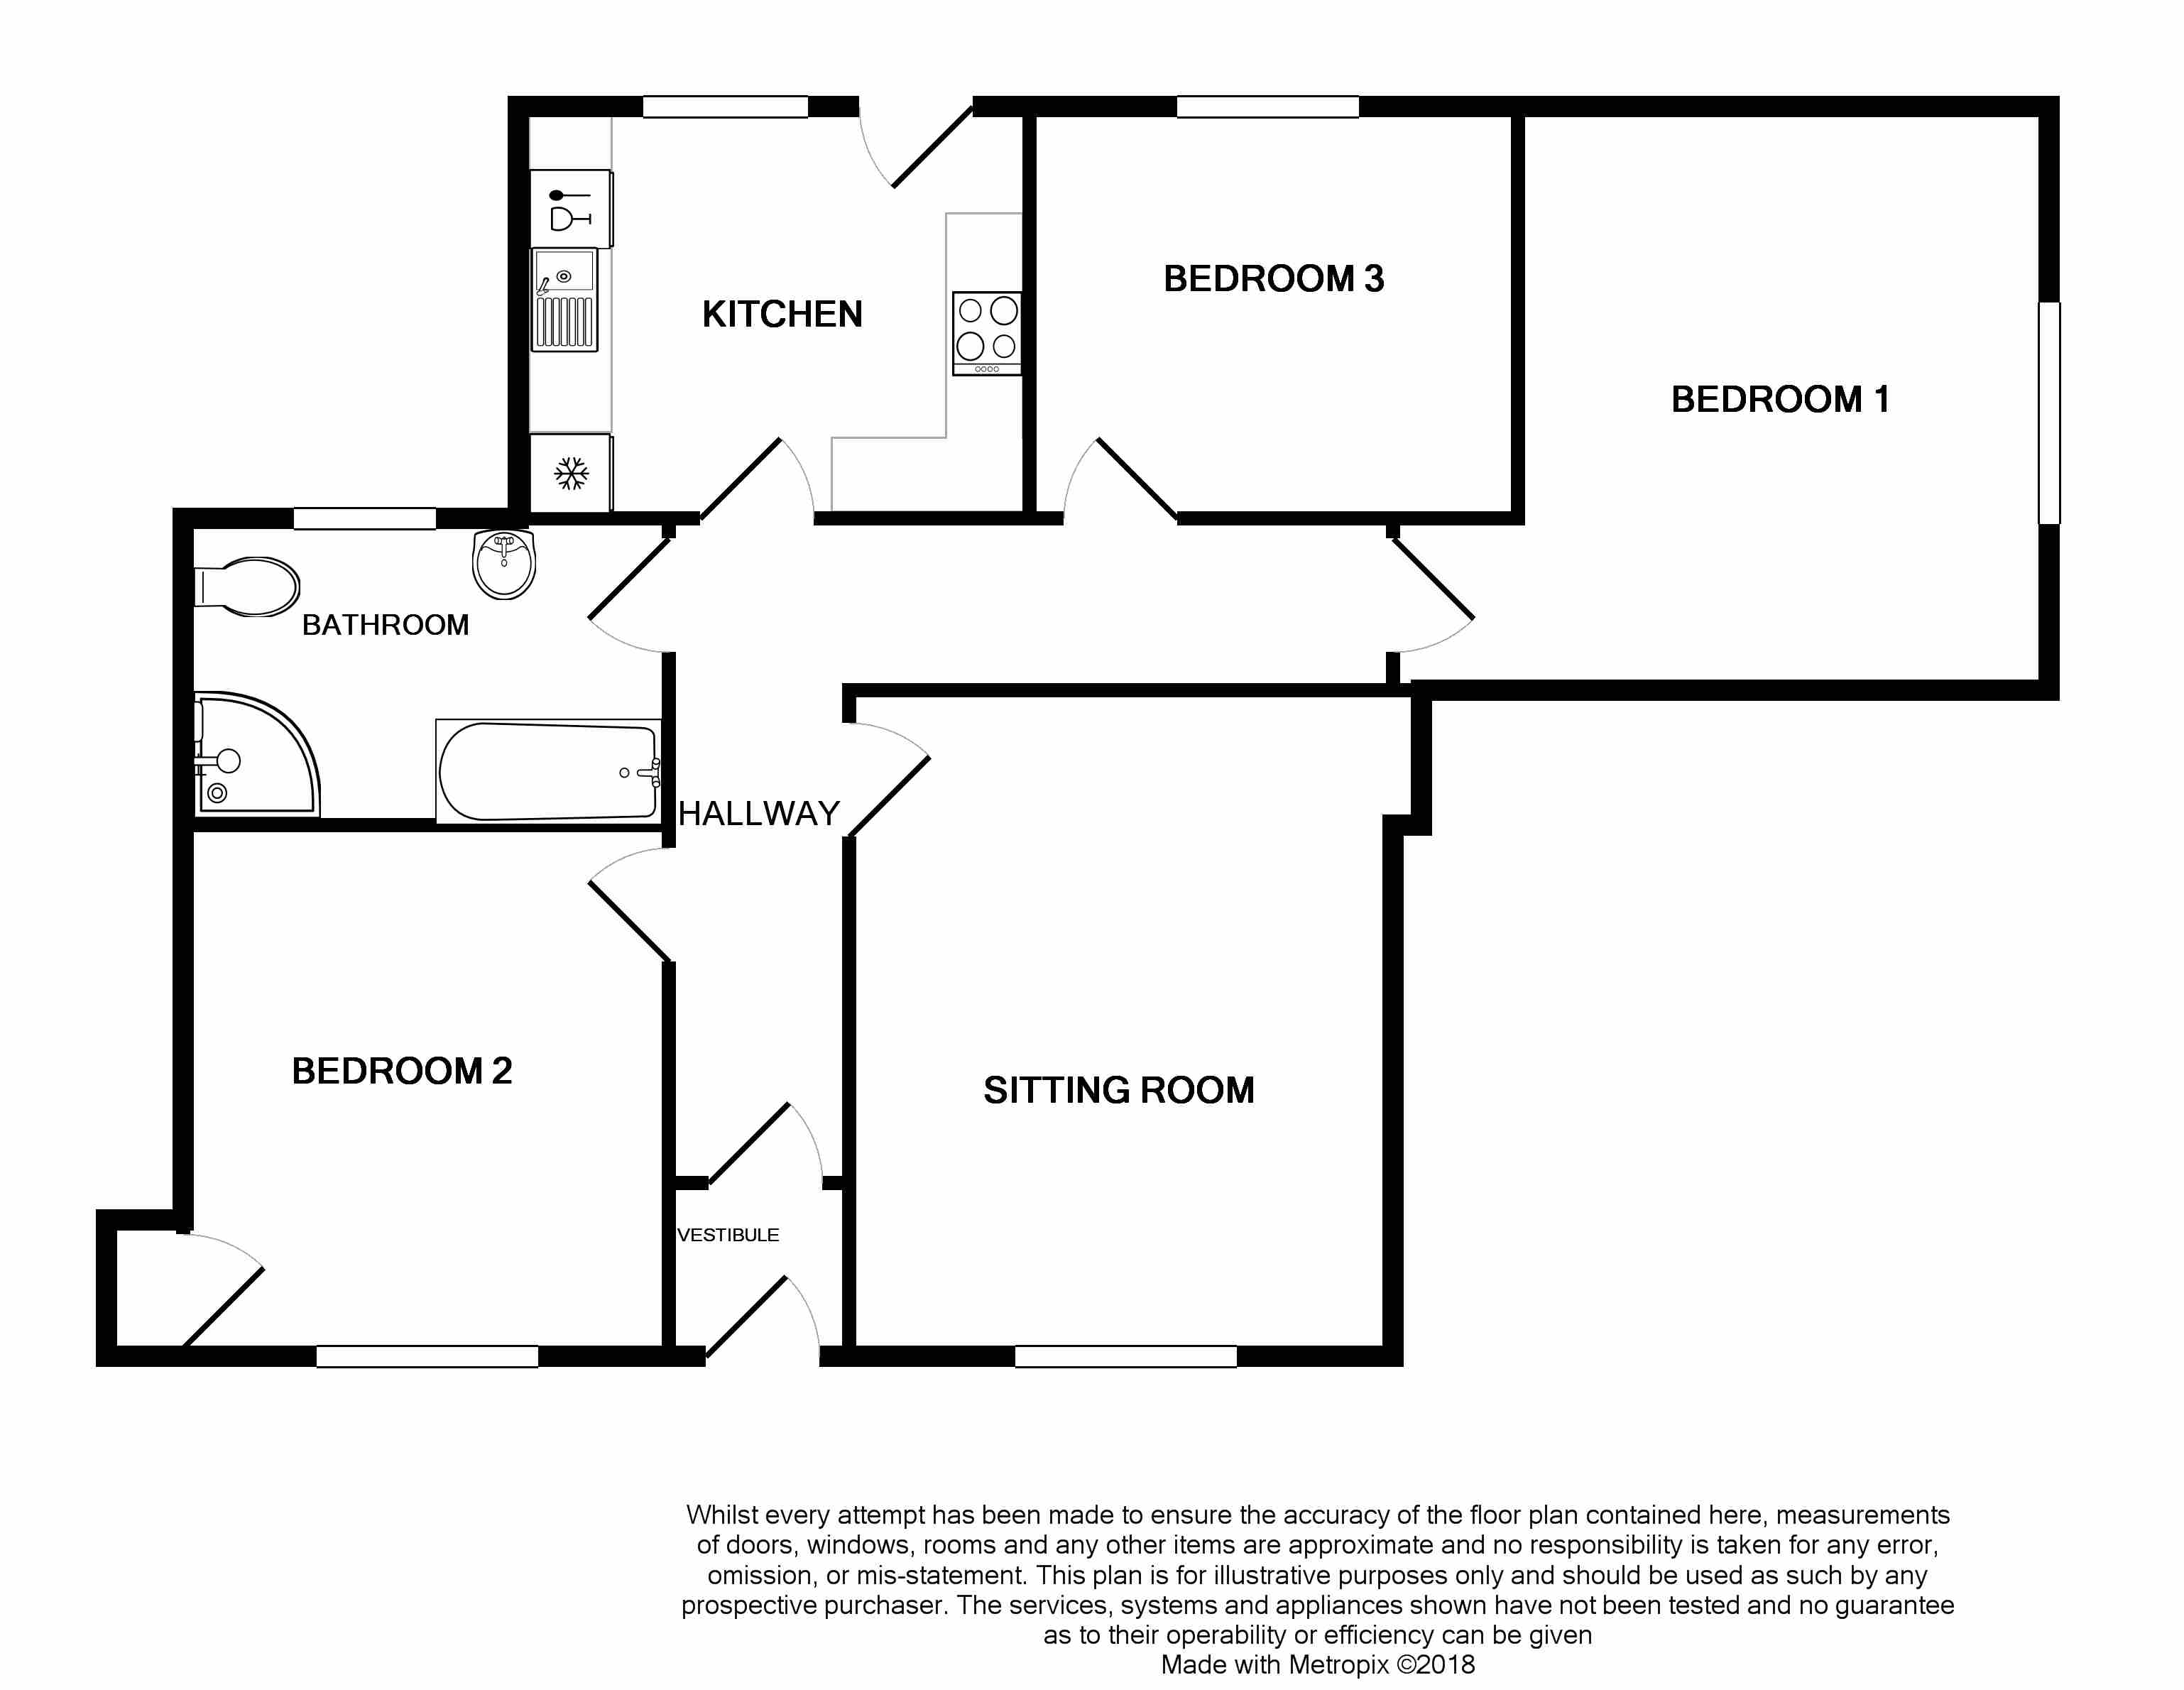 KITCHEN
BEDROOM 3
BEDROOM 1
BATHROOM
HALLWAY
BEDROOM 2
SITTING ROOM
VESTIBULE
Whilst every attempt has been made to ensure the accuracy of the floor plan contained here, measurements
of doors, windows, rooms and any other items are approximate and no responsibility is taken for any error,
omission, or mis-statement. This plan is for illustrative purposes only and should be used as such by any
prospective purchaser. The services, systems and appliances shown have not been tested and no guarantee
as to their operability or efficiency can be given
Made with Metropix ©2018